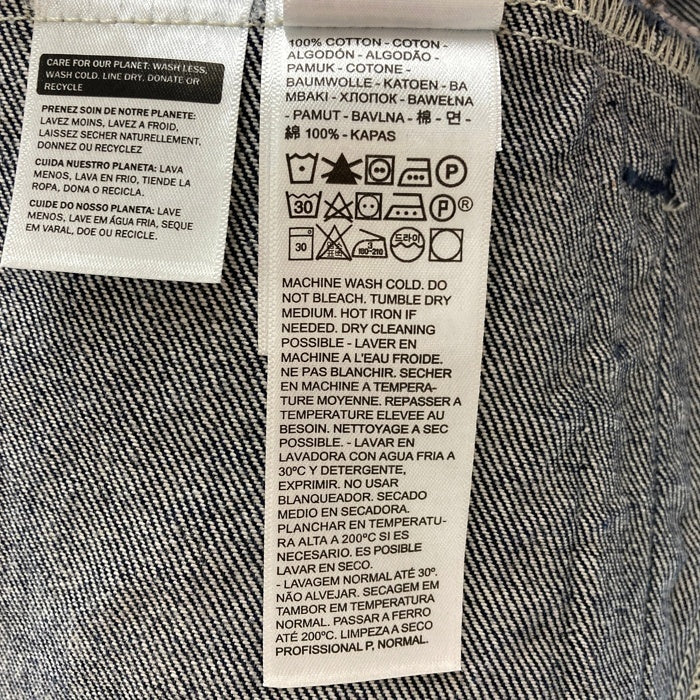 CARE FOR OUR PLANET: WASH LESS,
WASH COLD. LINE DRY, DONATE OR
RECYCLE
PRENEZ SOIN DE NOTRE PLANETE:
LAVEZ MOINS, LAVEZ A FROID,
LAISSEZ SECHER NATURELLEMENT,
DONNEZ OU RECYCLEZ
CUIDA NUESTRO PLANETA: LAVA
MENOS, LAVA EN FRIO, TIENDE LA
ROPA, DONA O RECICLA.
CUIDE DO NOSSO PLANETA: LAVE
MENOS, LAVE EM ÁGUA FRIA, SEQUE
EM VARAL, DOE OU RECICLE.
100% COTTON - COTON -
ALGODÓN - ALGODÃO -
PAMUK - COTONE -
BAUMWOLLE - KATOEN - BA
MBAKI - ХЛОПОК - BAWEŁNA
- PAMUT - BAVLNA - 棉 - 면 -
綿 100% - KAPAS
P
30 P®
30 3 160-210 드라이
MACHINE WASH COLD. DO
NOT BLEACH. TUMBLE DRY
MEDIUM. HOT IRON IF
NEEDED. DRY CLEANING
POSSIBLE - LAVER EN
MACHINE A L'EAU FROIDE.
NE PAS BLANCHIR. SECHER
EN MACHINE A TEMPERA-
TURE MOYENNE. REPASSER A
TEMPERATURE ELEVEE AU
BESOIN. NETTOYAGE A SEC
POSSIBLE. - LAVAR EN
LAVADORA CON AGUA FRIA A
30ºC Y DETERGENTE,
EXPRIMIR. NO USAR
BLANQUEADOR. SECADO
MEDIO EN SECADORA.
PLANCHAR EN TEMPERATU-
RA ALTA A 200ºC SI ES
NECESARIO. ES POSIBLE
LAVAR EN SECO.
- LAVAGEM NORMAL ATÉ 30º.
NÃO ALVEJAR. SECAGEM EM
TAMBOR EM TEMPERATURA
NORMAL. PASSAR A FERRO
ATÉ 200ºC. LIMPEZA A SECO
PROFISSIONAL P, NORMAL.